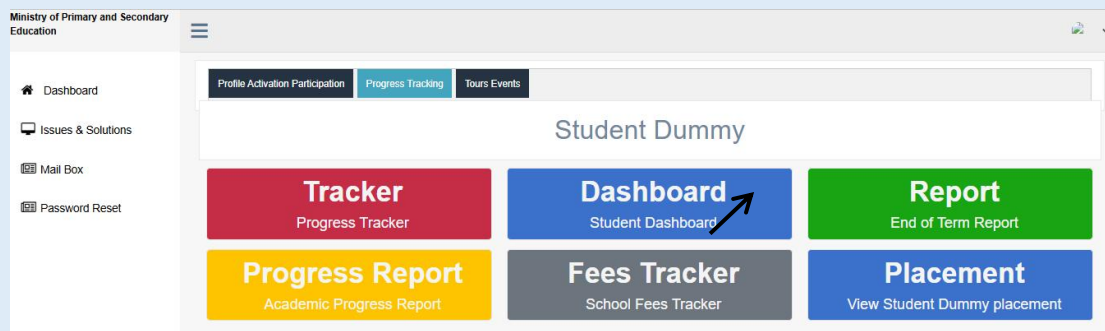 Ministry of Primary and Secondary
Education
Dashboard
Issues & Solutions
Mail Box
Password Reset
Profile Activation Participation
Progress Tracking
Tours Events
Student Dummy
Tracker
Progress Tracker
Dashboard
Student Dashboard
Report
End of Term Report
Progress Report
Academic Progress Report
Fees Tracker
School Fees Tracker
Placement
View Student Dummy placement